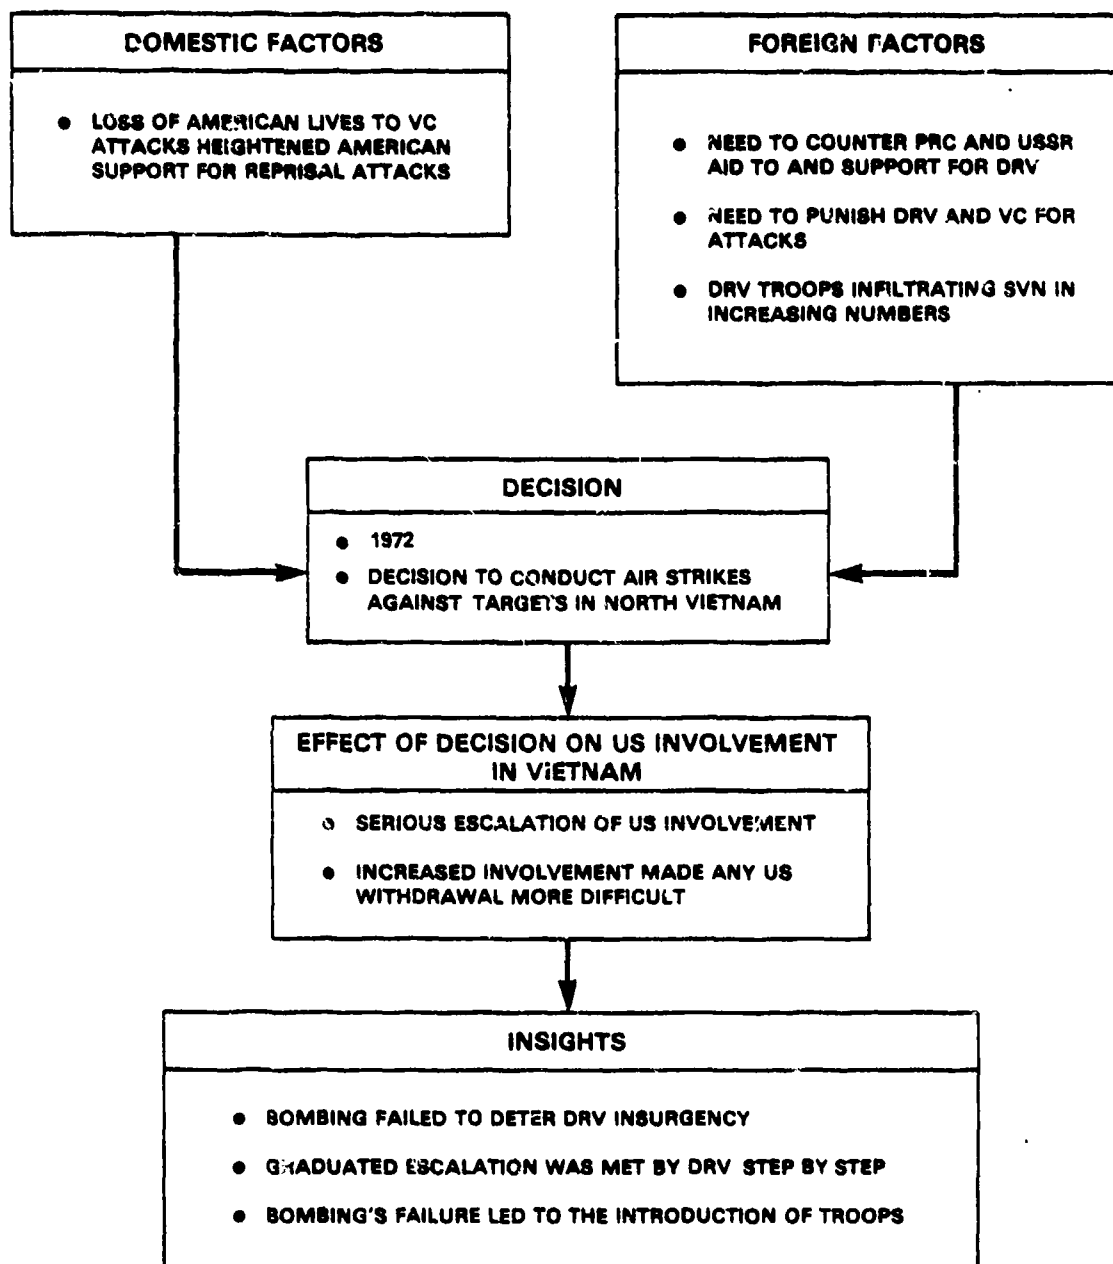 DOMESTIC FACTORS
● LOSS OF AMERICAN LIVES TO VC
ATTACKS HEIGHTENED AMERICAN
SUPPORT FOR REPRISAL ATTACKS
FOREIGN FACTORS
● NEED TO COUNTER PRC AND USSR
AID TO AND SUPPORT FOR DRV
● NEED TO PUNISH DRV AND VC FOR
ATTACKS
● DRV TROOPS INFILTRATING SVN IN
INCREASING NUMBERS
DECISION
● 1972
● DECISION TO CONDUCT AIR STRIKES
AGAINST TARGETS IN NORTH VIETNAM
EFFECT OF DECISION ON US INVOLVEMENT
IN VIETNAM
● SERIOUS ESCALATION OF US INVOLVEMENT
● INCREASED INVOLVEMENT MADE ANY US
WITHDRAWAL MORE DIFFICULT
INSIGHTS
● BOMBING FAILED TO DETER DRV INSURGENCY
● GRADUATED ESCALATION WAS MET BY DRV STEP BY STEP
● BOMBING'S FAILURE LED TO THE INTRODUCTION OF TROOPS